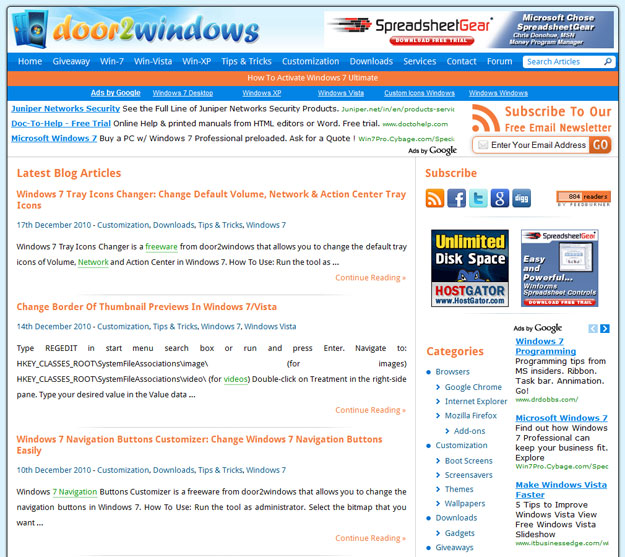 door2windows
SpreadsheetGear
DOWNLOAD FREE TRIAL
Microsoft Chose
SpreadsheetGear
Chris Donohue, MSN
Money Program Manager
Home Giveaway Win-7 Win-Vista Win-XP Tips & Tricks Customization Downloads Services Contact Forum Search Articles
How To Activate Windows 7 Ultimate
Ads by Google Windows 7 Desktop Windows XP Windows Vista Custom Icons Windows Windows Windows
Juniper Networks Security See the Full Line of Juniper Networks Security Products. Juniper.net/in/en/products-servic
Doc-To-Help - Free Trial Online Help & printed manuals from HTML editors or Word. Free trial. www.doctohelp.com
Microsoft Windows 7 Buy a PC w/ Windows 7 Professional preloaded. Ask for a Quote ! Win7Pro.Cybage.com/Spec
Ads by Google
Subscribe To Our
Free Email Newsletter
Enter Your Email Address GO
Latest Blog Articles
Windows 7 Tray Icons Changer: Change Default Volume, Network & Action Center Tray
Icons
17th December 2010 - Customization, Downloads, Tips & Tricks, Windows 7
Windows 7 Tray Icons Changer is a freeware from door2windows that allows you to change the default tray
icons of Volume, Network and Action Center in Windows 7. How To Use: Run the tool as ...
Continue Reading »
Change Border Of Thumbnail Previews In Windows 7/Vista
14th December 2010 - Customization, Tips & Tricks, Windows 7, Windows Vista
Type REGEDIT in start menu search box or run and press Enter. Navigate to:
HKEY_CLASSES_ROOT\SystemFileAssociations\image\ (for images)
HKEY_CLASSES_ROOT\SystemFileAssociations\video\ (for videos) Double-click on Treatment in the right-side
pane. Type your desired value in the Value data ...
Continue Reading »
Windows 7 Navigation Buttons Customizer: Change Windows 7 Navigation Buttons
Easily
10th December 2010 - Customization, Downloads, Tips & Tricks, Windows 7
Windows 7 Navigation Buttons Customizer is a freeware from door2windows that allows you to change the
navigation buttons in Windows 7. How To Use: Run the tool as administrator. Select the bitmap that you
want ...
Continue Reading »
Subscribe
digg
884 readers
BY FEEDBURNER
Unlimited
Disk Space
HOSTGATOR
www.HostGator.com
SpreadsheetGear
Easy
and
Powerful...
Winforms
Spreadsheet Controls
DOWNLOAD FREE TRIAL
Categories
Browsers
Google Chrome
Internet Explorer
Mozilla Firefox
Add-ons
Customization
Boot Screens
Screensavers
Themes
Wallpapers
Downloads
Gadgets
Giveaways
Ads by Google
Windows 7
Programming
Programming tips
from MS insiders. Ribbon.
Task bar. Annimation.
Go!
www.drdobbs.com/
Microsoft Windows 7
Find out how Windows
7 Professional can
keep your business fit.
Explore
Win7Pro.Cybage.com/Spec
Make Windows Vista
Faster
5 Tips to Improve
Windows Vista View
Free Windows Vista
Slideshow
www.itbusinessedge.com/wi